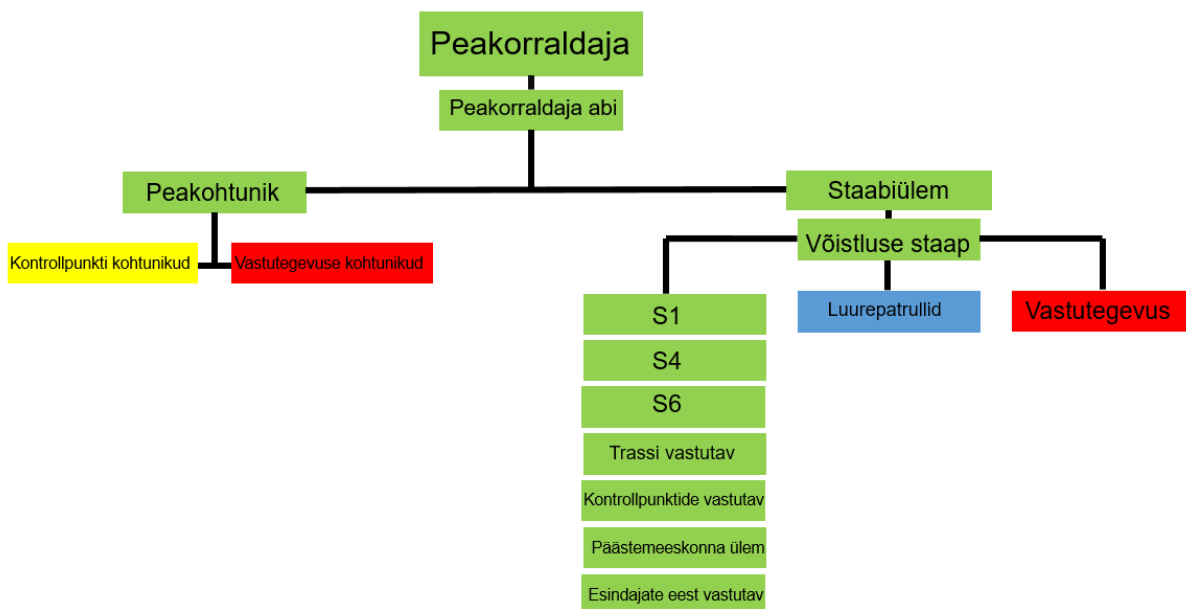 Peakorraldaja
Peakorraldaja abi
Peakohtunik
Staabiülem
Kontrollpunkti kohtunikud
Vastutegevuse kohtunikud
Võistluse staap
S1
Luurepatrullid
Vastutegevus
S4
S6
Trassi vastutav
Kontrollpunktide vastutav
Päästemeeskonna ülem
Esindajate eest vastutav